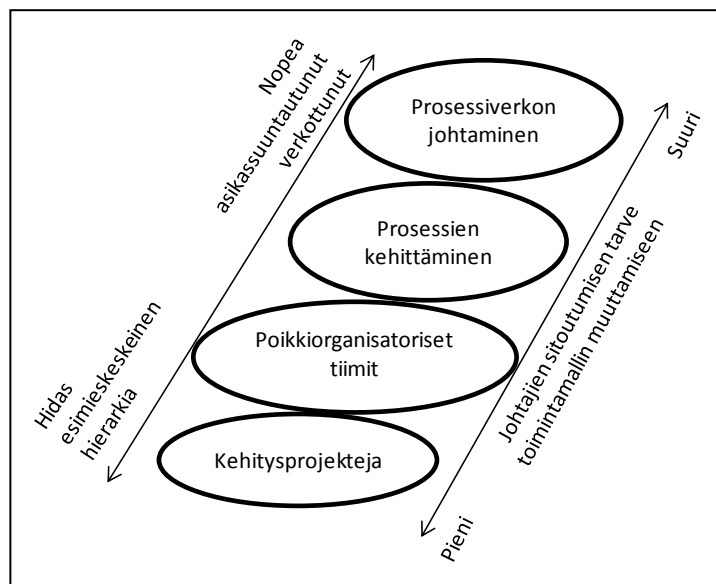 Nopea
asikassuuntautunut
verkottunut
Prosessiverkon
johtaminen
Suuri
Prosessien
kehittäminen
Johtajien sitoutumisen tarve
toimintamallin muuttamiseen
Poikkiorganisatoriset
tiimit
Hidas
esimieskeskeinen
hierarkia
Kehitysprojekteja
Pieni